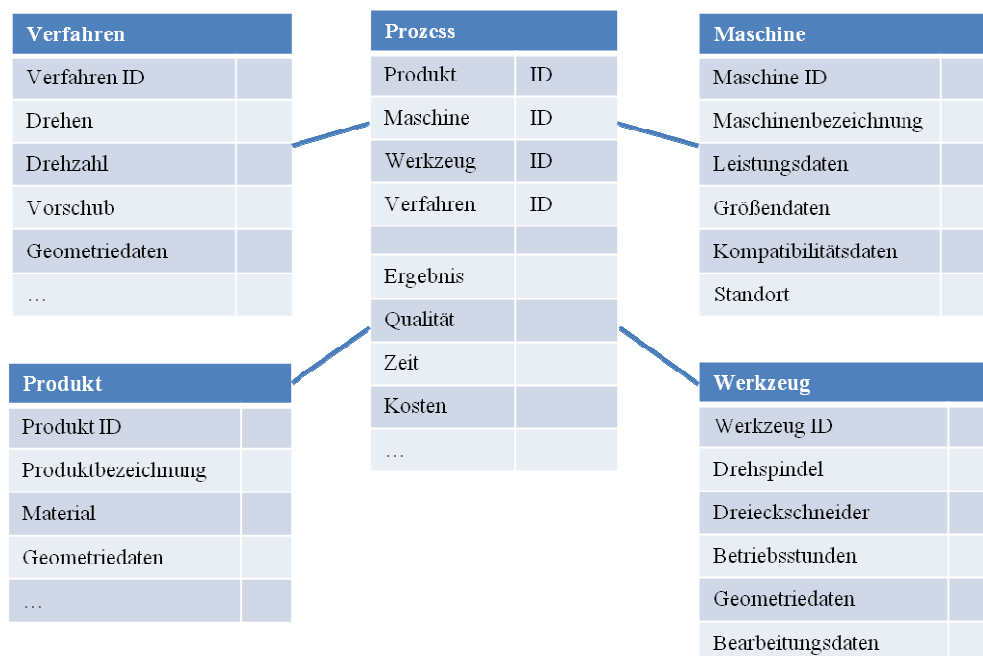 Verfahren
Verfahren ID
Drehen
Drehzahl
Vorschub
Geometriedaten
…
Prozess
Produkt ID
Maschine ID
Werkzeug ID
Verfahren ID
Ergebnis
Qualität
Zeit
Kosten
…
Maschine
Maschine ID
Maschinenbezeichnung
Leistungsdaten
Größendaten
Kompatibilitätsdaten
Standort
Produkt
Produkt ID
Produktbezeichnung
Material
Geometriedaten
…
Werkzeug
Werkzeug ID
Drehspindel
Dreieckschneider
Betriebsstunden
Geometriedaten
Bearbeitungsdaten